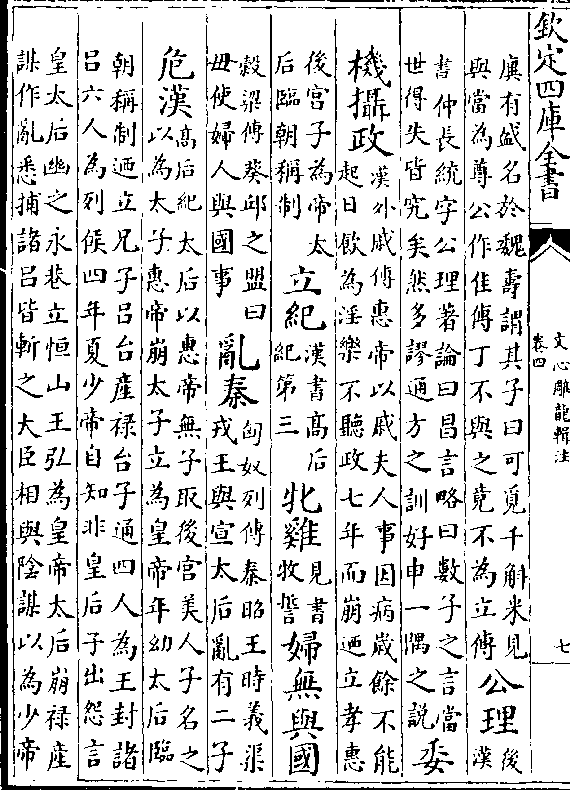 欽定四庫全書
文心雕龍輯注
卷四
七
廙有盛名於魏壽謂其子曰可覓千斛米見
與當為尊公作佳傳丁不與之竟不為立傳
公理
後
漢
書仲長統字公理著論曰昌言略曰數子之言當
世得失皆究矣然多謬通方之訓好申一隅之說
委
機攝政
漢外戚傳惠帝以戚夫人事因病歲餘不能
起日飲為淫樂不聽政七年而崩迺立孝惠
後宫子為帝太
后臨朝稱制
立紀
漢書髙后
紀第三
牝雞
見書
牧誓
婦無與國
穀梁傳葵邱之盟曰
毋使婦人與國事
亂秦
匈奴列傳秦昭王時義渠
戎王與宣太后亂有二子
危漢
髙后紀太后以惠帝無子取後宫美人子名之
以為太子惠帝崩太子立為皇帝年幼太后臨
朝稱制迺立兄子吕台産禄台子通四人為王封諸
吕六人為列侯四年夏少帝自知非皇后子出怨言
皇太后幽之永巷立恒山王弘為皇帝太后崩禄産
謀作亂悉捕諸吕皆斬之大臣相與陰謀以為少帝